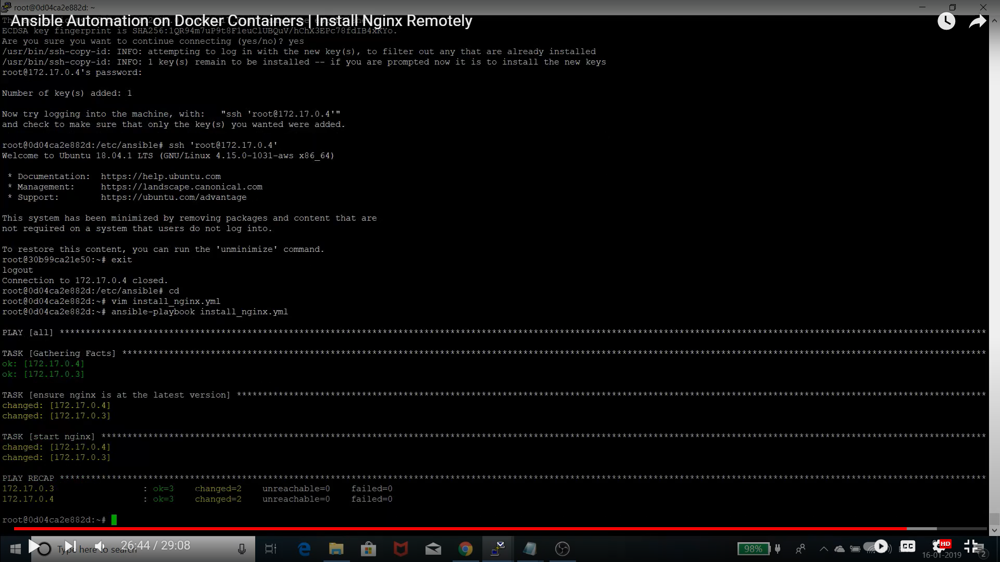 root@0d04ca2e882d: ~
Ansible Automation on Docker Containers | Install Nginx Remotely
ECDSA key fingerprint is SHA256:1QR94m7uP9t8F1euClUBQuV/hChX3EPc78fdIB4xKYo.
Are you sure you want to continue connecting (yes/no)? yes
/usr/bin/ssh-copy-id: INFO: attempting to log in with the new key(s), to filter out any that are already installed
/usr/bin/ssh-copy-id: INFO: 1 key(s) remain to be installed -- if you are prompted now it is to install the new keys
root@172.17.0.4's password:
Number of key(s) added: 1
Now try logging into the machine, with:   "ssh 'root@172.17.0.4'"
and check to make sure that only the key(s) you wanted were added.
root@0d04ca2e882d:/etc/ansible# ssh 'root@172.17.0.4'
Welcome to Ubuntu 18.04.1 LTS (GNU/Linux 4.15.0-1031-aws x86_64)
* Documentation:  https://help.ubuntu.com
* Management:     https://landscape.canonical.com
* Support:        https://ubuntu.com/advantage
This system has been minimized by removing packages and content that are
not required on a system that users do not log into.
To restore this content, you can run the 'unminimize' command.
root@30b99ca21e50:~# exit
logout
Connection to 172.17.0.4 closed.
root@0d04ca2e882d:/etc/ansible# cd
root@0d04ca2e882d:~# vim install_nginx.yml
root@0d04ca2e882d:~# ansible-playbook install_nginx.yml
PLAY [all] ****************************************************************
TASK [Gathering Facts] ****************************************************************
ok: [172.17.0.4]
ok: [172.17.0.3]
TASK [ensure nginx is at the latest version] ****************************************************************
changed: [172.17.0.4]
changed: [172.17.0.3]
TASK [start nginx] ****************************************************************
changed: [172.17.0.4]
changed: [172.17.0.3]
PLAY RECAP ****************************************************************
172.17.0.3                 : ok=3    changed=2    unreachable=0    failed=0
172.17.0.4                 : ok=3    changed=2    unreachable=0    failed=0
root@0d04ca2e882d:~#
Type here to search
26:44 / 29:08
98%
CC
HD
16-01-2019
2